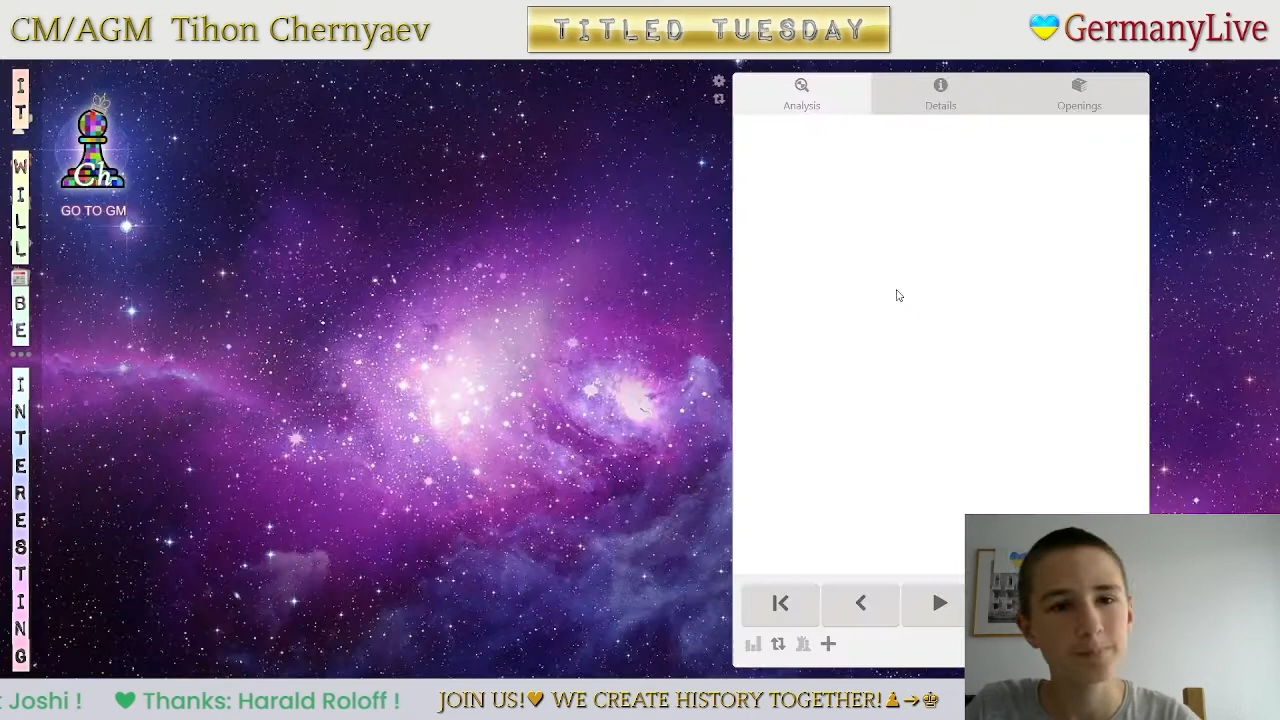 CM/AGM Tihon Chernyaev
TITLED TUESDAY
GermanyLive
IT WILL BE INTERESTING
Ch
GO TO GM
Analysis
Details
Openings
Joshi !
Thanks: Harald Roloff !
JOIN US! WE CREATE HISTORY TOGETHER!